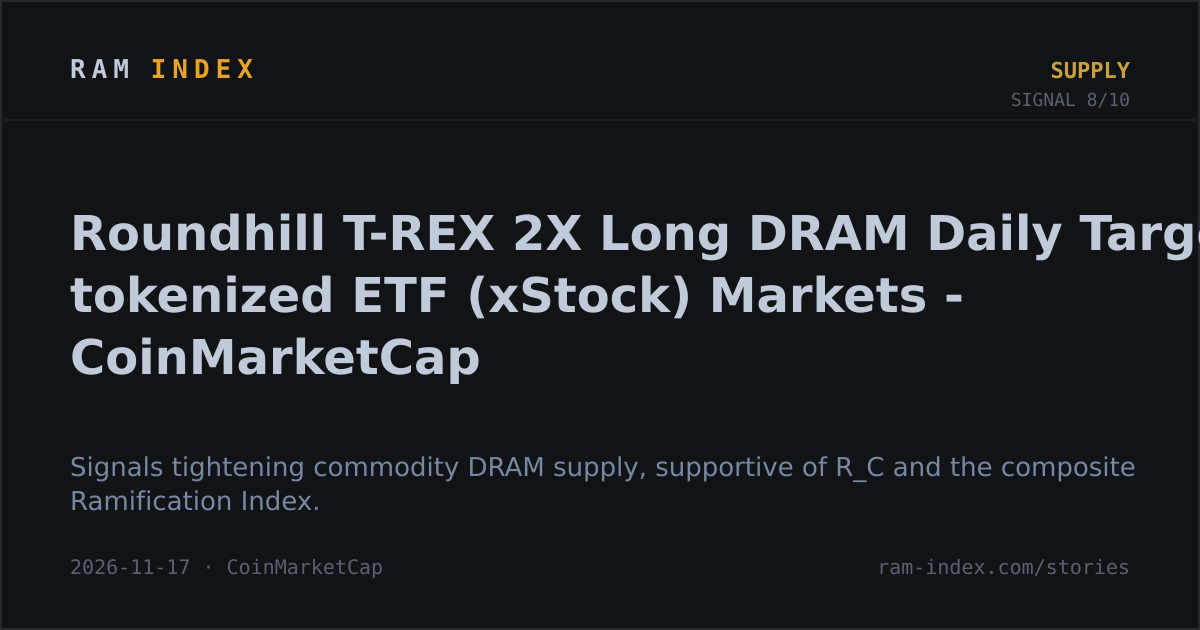 RAM INDEX
SUPPLY
SIGNAL 8/10
Roundhill T-REX 2X Long DRAM Daily
tokenized ETF (xStock) Markets -
CoinMarketCap
Signals tightening commodity DRAM supply, supportive of R_C and the composite
Ramification Index.
2026-11-17 · CoinMarketCap
ram-index.com/stories